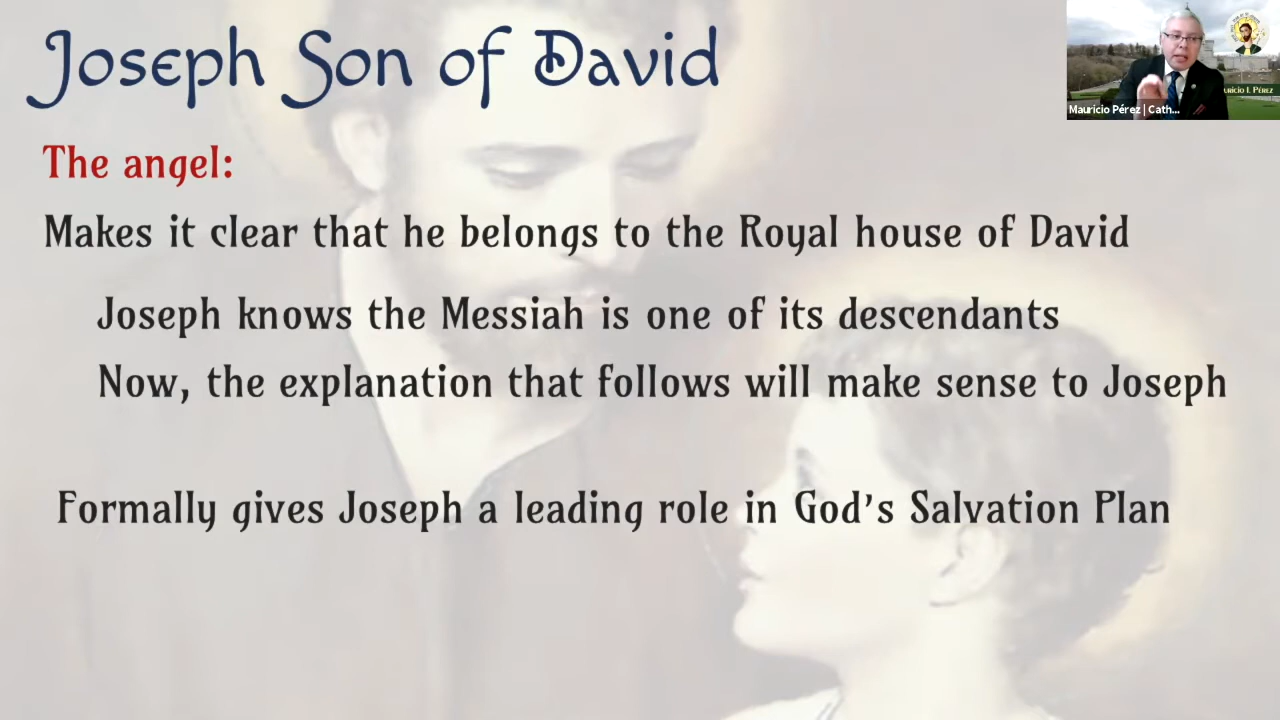 Joseph Son of David
The angel:
Makes it clear that he belongs to the Royal house of David
Joseph knows the Messiah is one of its descendants
Now, the explanation that follows will make sense to Joseph
Formally gives Joseph a leading role in God's Salvation Plan
Mauricio Pérez | Cath...
I. Pérez